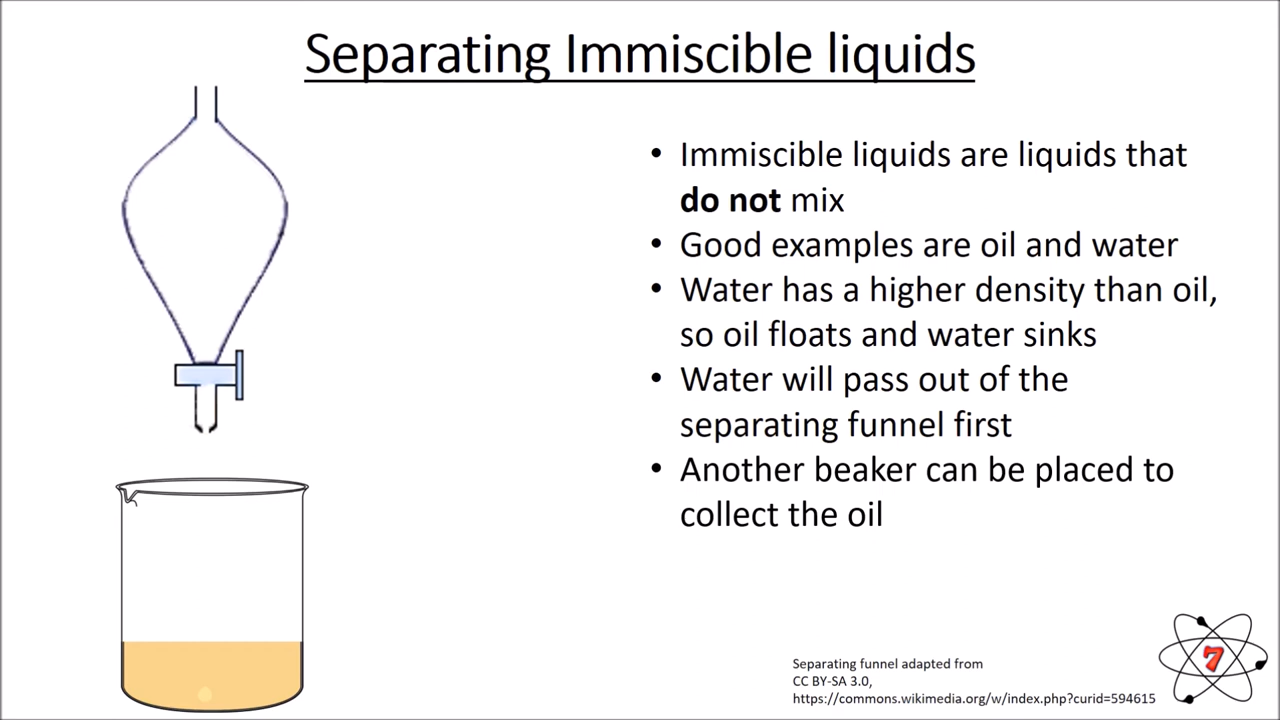 Separating Immiscible liquids
• Immiscible liquids are liquids that
do not mix
• Good examples are oil and water
• Water has a higher density than oil,
so oil floats and water sinks
• Water will pass out of the
separating funnel first
• Another beaker can be placed to
collect the oil
Separating funnel adapted from
CC BY-SA 3.0,
https://commons.wikimedia.org/w/index.php?curid=594615
7